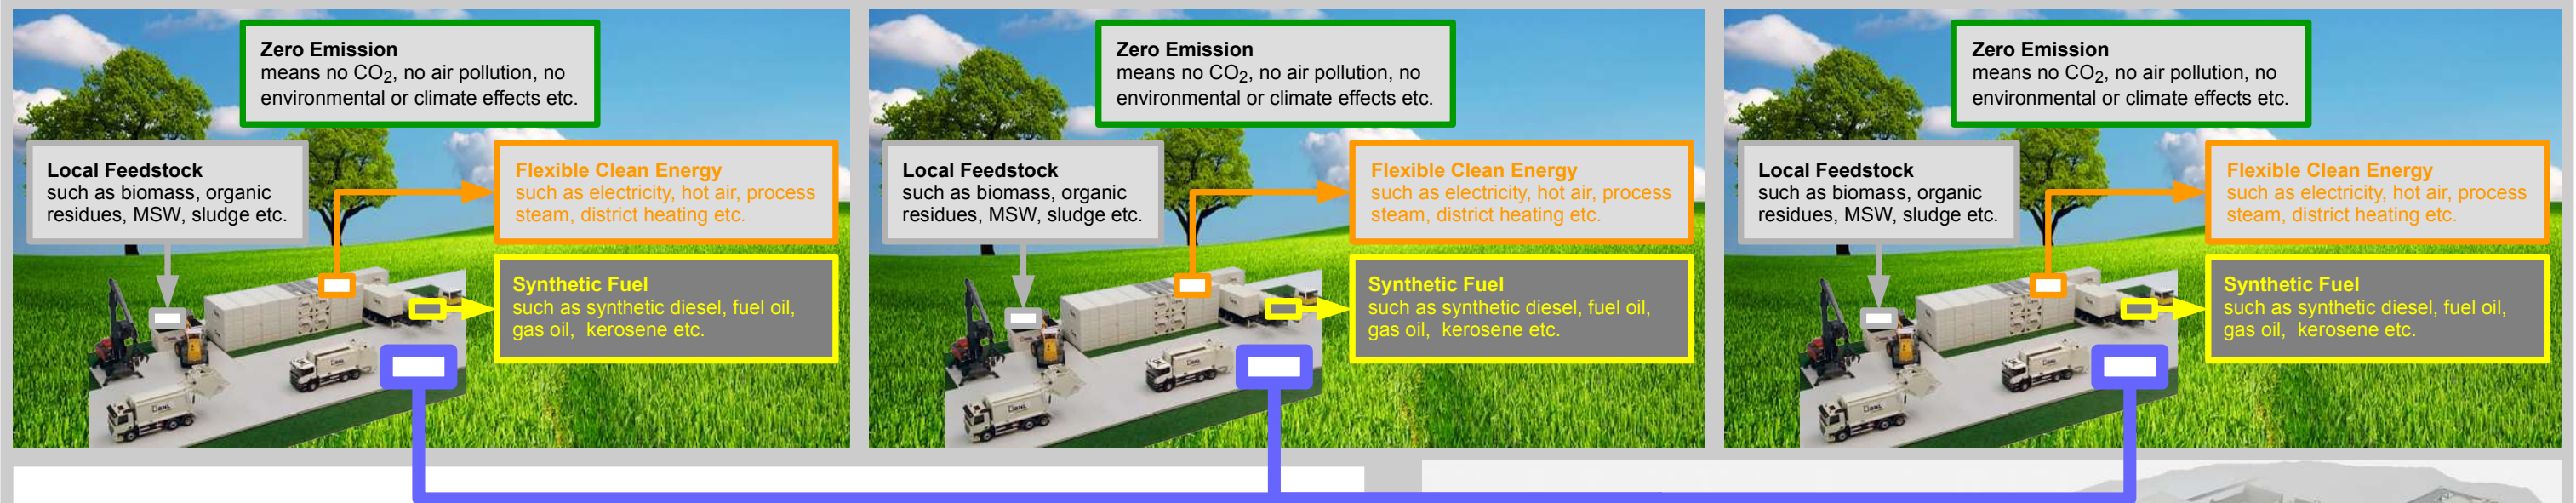 Zero Emission
means no CO₂, no air pollution, no
environmental or climate effects etc.
Local Feedstock
such as biomass, organic
residues, MSW, sludge etc.
Flexible Clean Energy
such as electricity, hot air, process
steam, district heating etc.
Synthetic Fuel
such as synthetic diesel, fuel oil,
gas oil, kerosene etc.
Zero Emission
means no CO₂, no air pollution, no
environmental or climate effects etc.
Local Feedstock
such as biomass, organic
residues, MSW, sludge etc.
Flexible Clean Energy
such as electricity, hot air, process
steam, district heating etc.
Synthetic Fuel
such as synthetic diesel, fuel oil,
gas oil, kerosene etc.
Zero Emission
means no CO₂, no air pollution, no
environmental or climate effects etc.
Local Feedstock
such as biomass, organic
residues, MSW, sludge etc.
Flexible Clean Energy
such as electricity, hot air, process
steam, district heating etc.
Synthetic Fuel
such as synthetic diesel, fuel oil,
gas oil, kerosene etc.